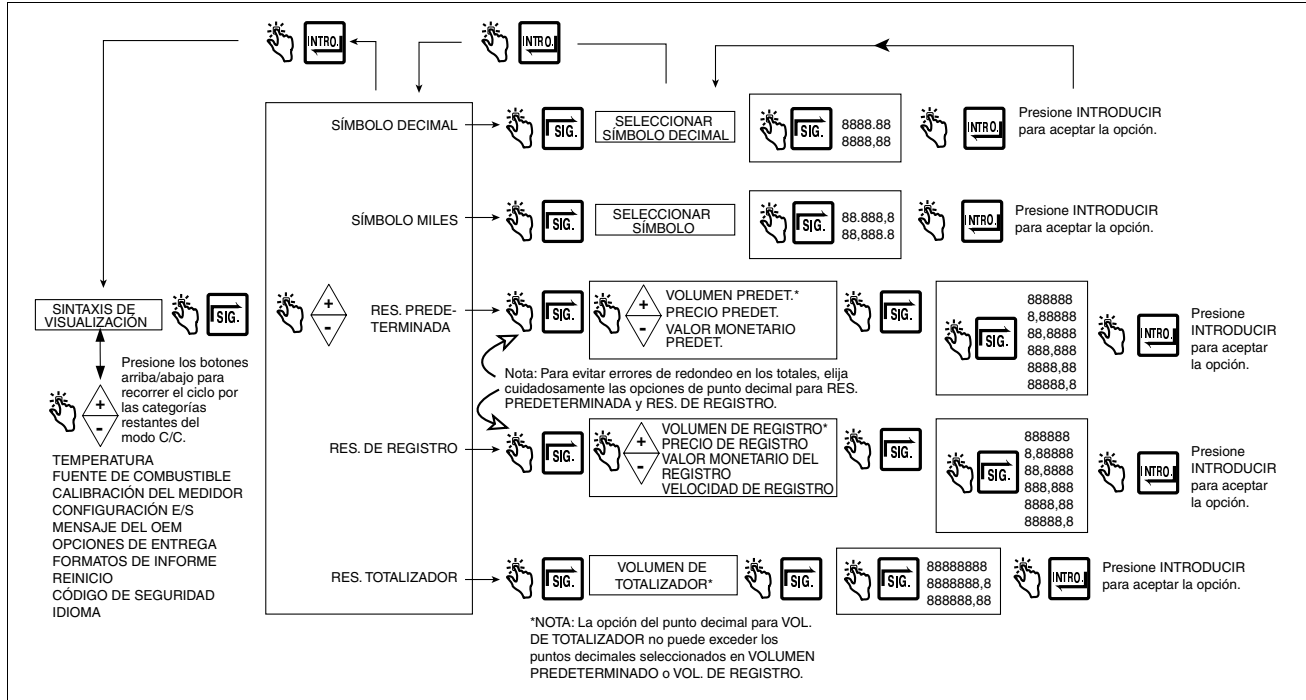 INTRO.
INTRO.
SÍMBOLO DECIMAL
SIG.
SELECCIONAR
SÍMBOLO DECIMAL
SIG.
8888.88
8888,88
INTRO.
Presione INTRODUCIR
para aceptar la opción.
SÍMBOLO MILES
SIG.
SELECCIONAR
SÍMBOLO
SIG.
88.888,8
88,888.8
INTRO.
Presione INTRODUCIR
para aceptar la opción.
SINTAXIS DE
VISUALIZACIÓN
SIG.
+
-
Presione los botones
arriba/abajo para
recorrer el ciclo por
las categorías
restantes del
modo C/C.
+
-
TEMPERATURA
FUENTE DE COMBUSTIBLE
CALIBRACIÓN DEL MEDIDOR
CONFIGURACIÓN E/S
MENSAJE DEL OEM
OPCIONES DE ENTREGA
FORMATOS DE INFORME
REINICIO
CÓDIGO DE SEGURIDAD
IDIOMA
RES. PREDE-
TERMINADA
SIG.
+
-
VOLUMEN PREDET.*
PRECIO PREDET.
VALOR MONETARIO
PREDET.
SIG.
SIG.
888888
8,88888
88,8888
888,888
8888,88
88888,8
INTRO.
Presione
INTRODUCIR
para aceptar
la opción.
Nota: Para evitar errores de redondeo en los totales, elija
cuidadosamente las opciones de punto decimal para RES.
PREDETERMINADA y RES. DE REGISTRO.
RES. DE REGISTRO
SIG.
+
-
VOLUMEN DE REGISTRO*
PRECIO DE REGISTRO
VALOR MONETARIO DEL
REGISTRO
VELOCIDAD DE REGISTRO
SIG.
SIG.
888888
8,88888
88,8888
888,888
8888,88
88888,8
INTRO.
Presione
INTRODUCIR
para aceptar
la opción.
RES. TOTALIZADOR
SIG.
VOLUMEN DE
TOTALIZADOR*
SIG.
SIG.
88888888
8888888,8
888888,88
INTRO.
Presione INTRODUCIR
para aceptar la opción.
*NOTA: La opción del punto decimal para VOL.
DE TOTALIZADOR no puede exceder los
puntos decimales seleccionados en VOLUMEN
PREDETERMINADO o VOL. DE REGISTRO.